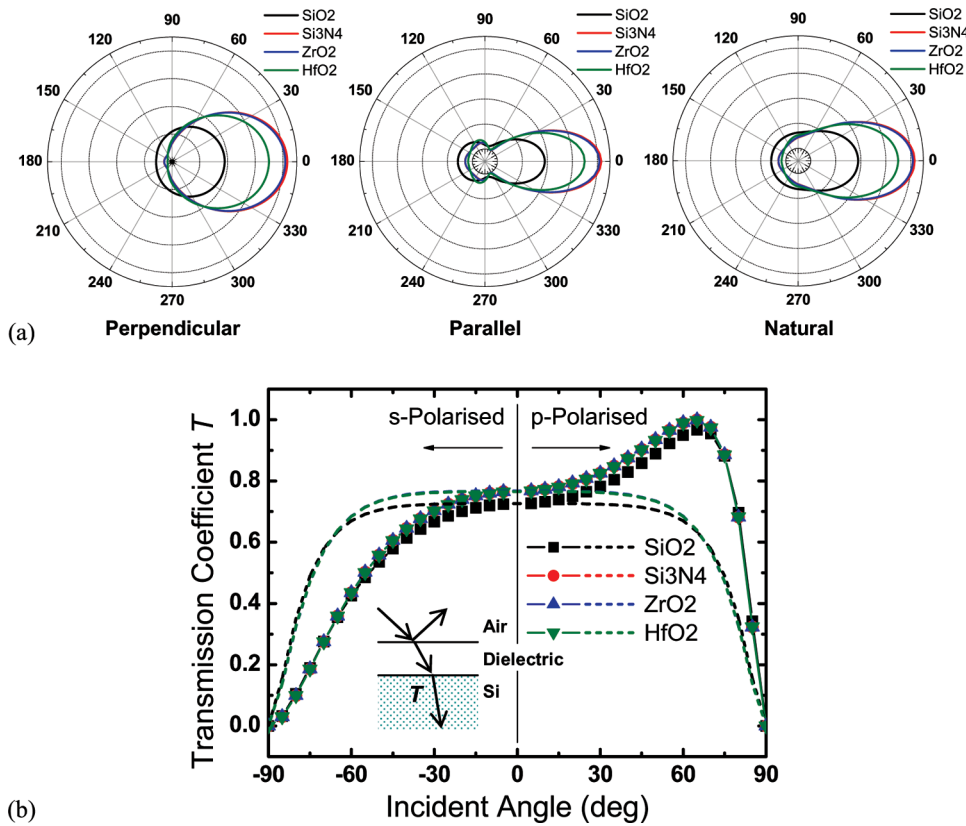 90
120
60
150
30
180
0
210
330
240
300
270
SiO2
Si3N4
ZrO2
HfO2
90
120
60
150
30
180
0
210
330
240
300
270
SiO2
Si3N4
ZrO2
HfO2
90
120
60
150
30
180
0
210
330
240
300
270
SiO2
Si3N4
ZrO2
HfO2
(a) Perpendicular Parallel Natural
Transmission Coefficient T
1.0
0.8
0.6
0.4
0.2
0.0
s-Polarised p-Polarised
SiO2
Si3N4
ZrO2
HfO2
Air
Dielectric
Si
T
-90 -60 -30 0 30 60 90
(b) Incident Angle (deg)